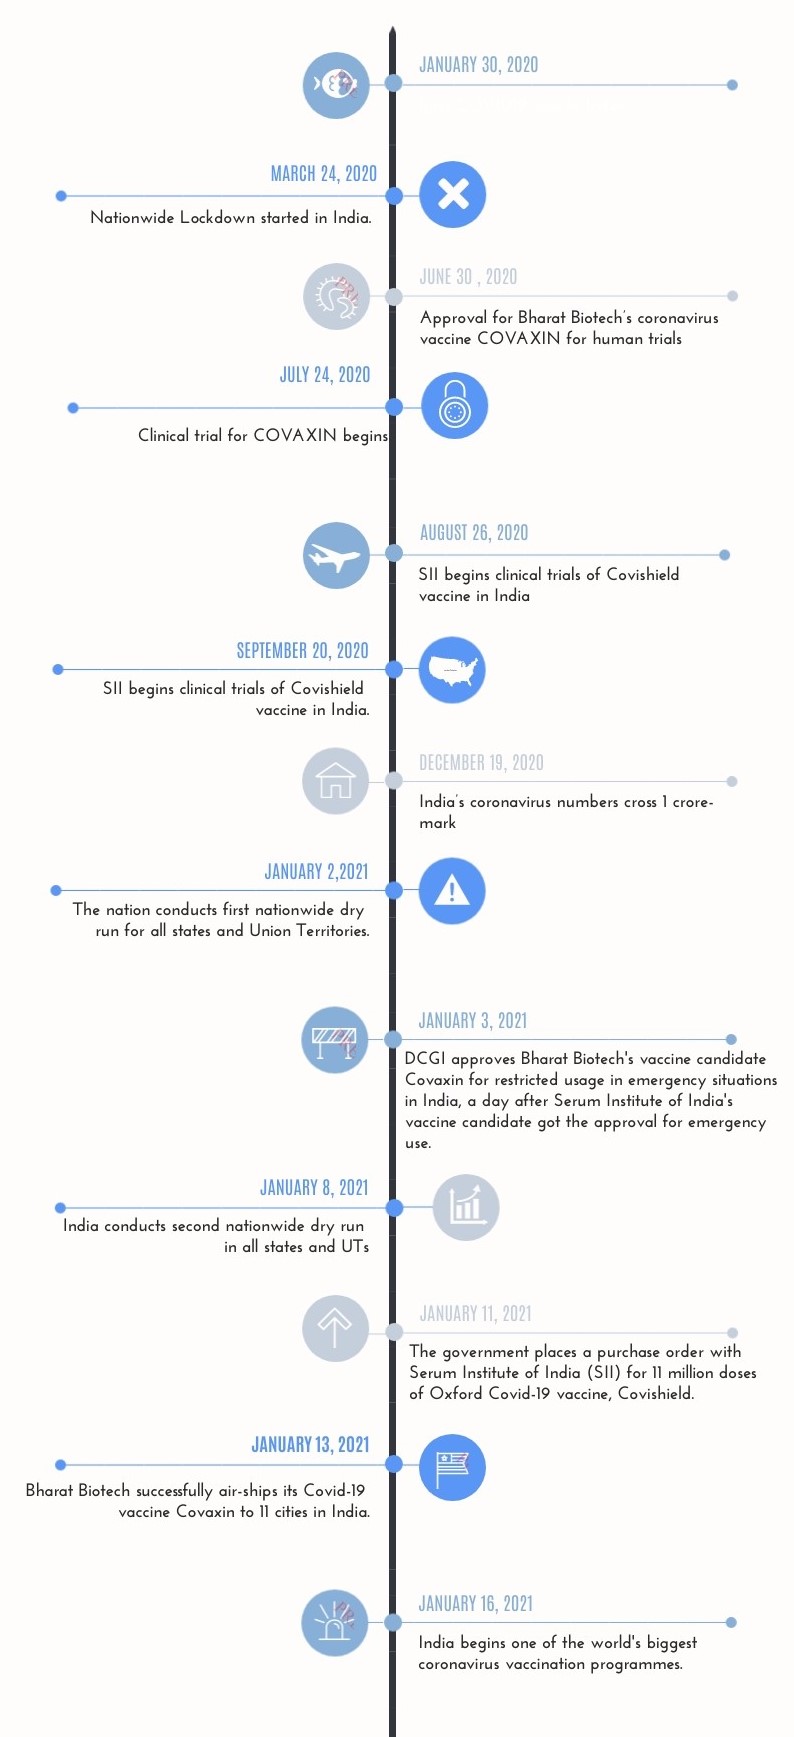 JANUARY 30, 2020
MARCH 24, 2020
Nationwide Lockdown started in India.
JUNE 30 , 2020
Approval for Bharat Biotech's coronavirus
vaccine COVAXIN for human trials
JULY 24, 2020
Clinical trial for COVAXIN begins
AUGUST 26, 2020
SII begins clinical trials of Covishield
vaccine in India
SEPTEMBER 20, 2020
SII begins clinical trials of Covishield
vaccine in India.
DECEMBER 19, 2020
India's coronavirus numbers cross 1 crore-
mark
JANUARY 2,2021
The nation conducts first nationwide dry
run for all states and Union Territories.
JANUARY 3, 2021
DCGI approves Bharat Biotech's vaccine candidate
Covaxin for restricted usage in emergency situations
in India, a day after Serum Institute of India's
vaccine candidate got the approval for emergency
use.
JANUARY 8, 2021
India conducts second nationwide dry run
in all states and UTs
JANUARY 11, 2021
The government places a purchase order with
Serum Institute of India (SII) for 11 million doses
of Oxford Covid-19 vaccine, Covishield.
JANUARY 13, 2021
Bharat Biotech successfully air-ships its Covid-19
vaccine Covaxin to 11 cities in India.
JANUARY 16, 2021
India begins one of the world's biggest
coronavirus vaccination programmes.